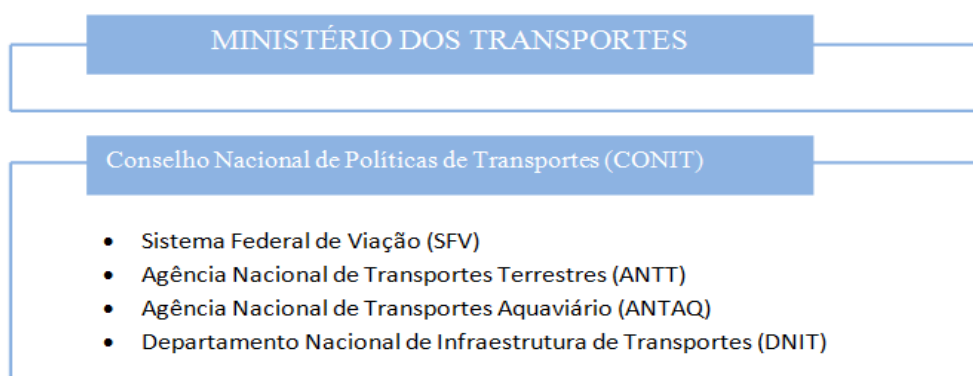 MINISTÉRIO DOS TRANSPORTES
Conselho Nacional de Políticas de Transportes (CONIT)
• Sistema Federal de Viação (SFV)
• Agência Nacional de Transportes Terrestres (ANTT)
• Agência Nacional de Transportes Aquaviário (ANTAQ)
• Departamento Nacional de Infraestrutura de Transportes (DNIT)